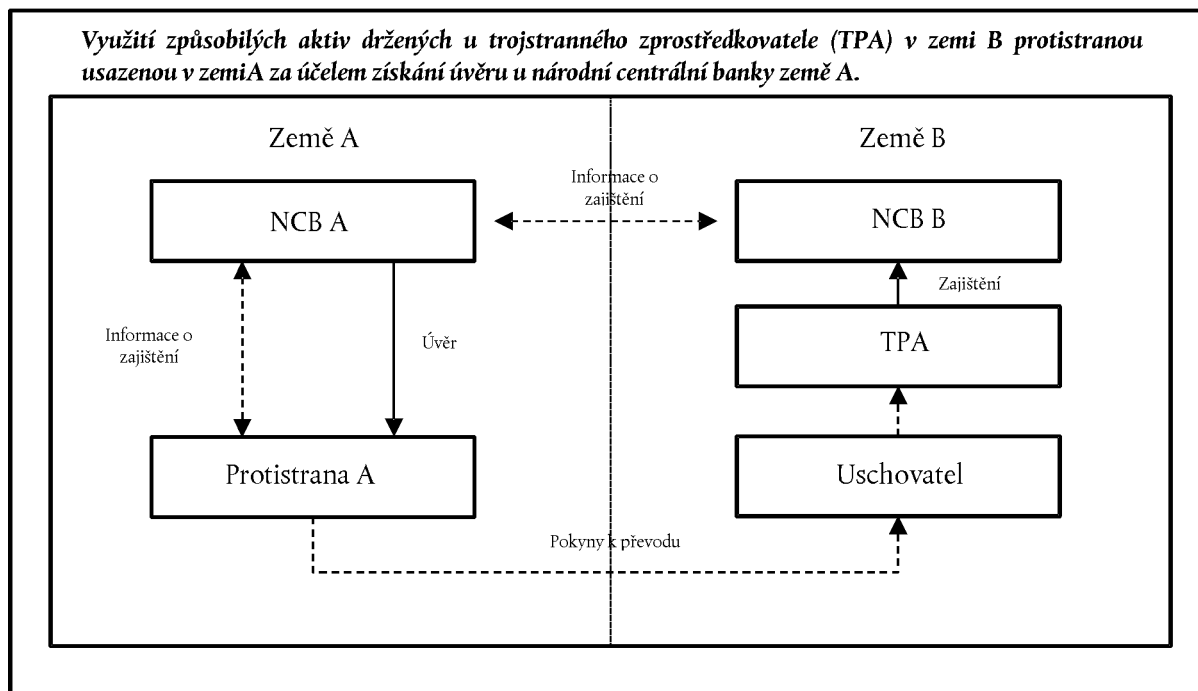 Využití způsobilých aktiv držených u trojstranného zprostředkovatele (TPA) v zemi B protistranou
usazenou v zemiA za účelem získání úvěru u národní centrální banky země A.
Země A
Země B
Informace o
zajištění
NCB A
NCB B
Zajištění
Informace o
zajištění
Úvěr
TPA
Protistrana A
Uschovatel
Pokyny k převodu